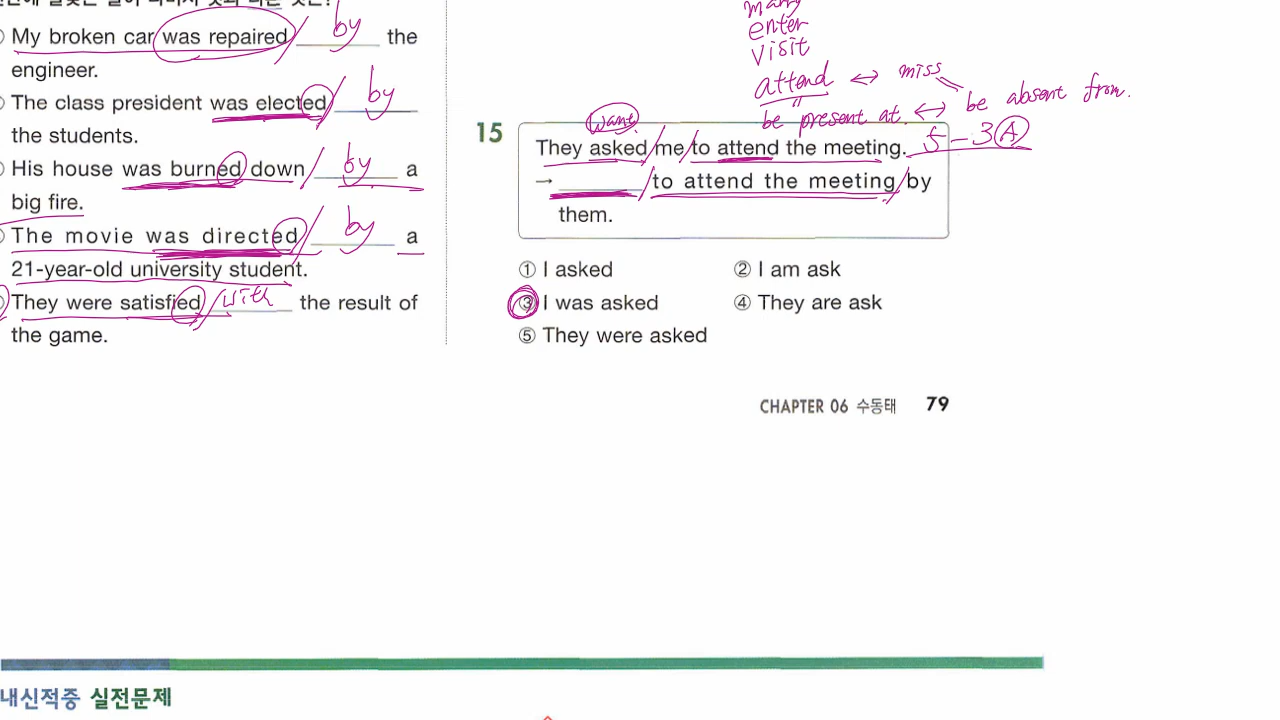 My broken car was repaired / by the
engineer.
The class president was elected / by
the students.
His house was burned down / by a
big fire.
The movie was directed / by a
21-year-old university student.
They were satisfied / with the result of
the game.
enter
visit
attend ↔ miss
be present at. ↔ be absent from.
want
15
They asked / me / to attend the meeting. 5-3 A
→ ______ / to attend the meeting / by
them.
① I asked ② I am ask
③ I was asked ④ They are ask
⑤ They were asked
CHAPTER 06 수동태 79
내신적중 실전문제